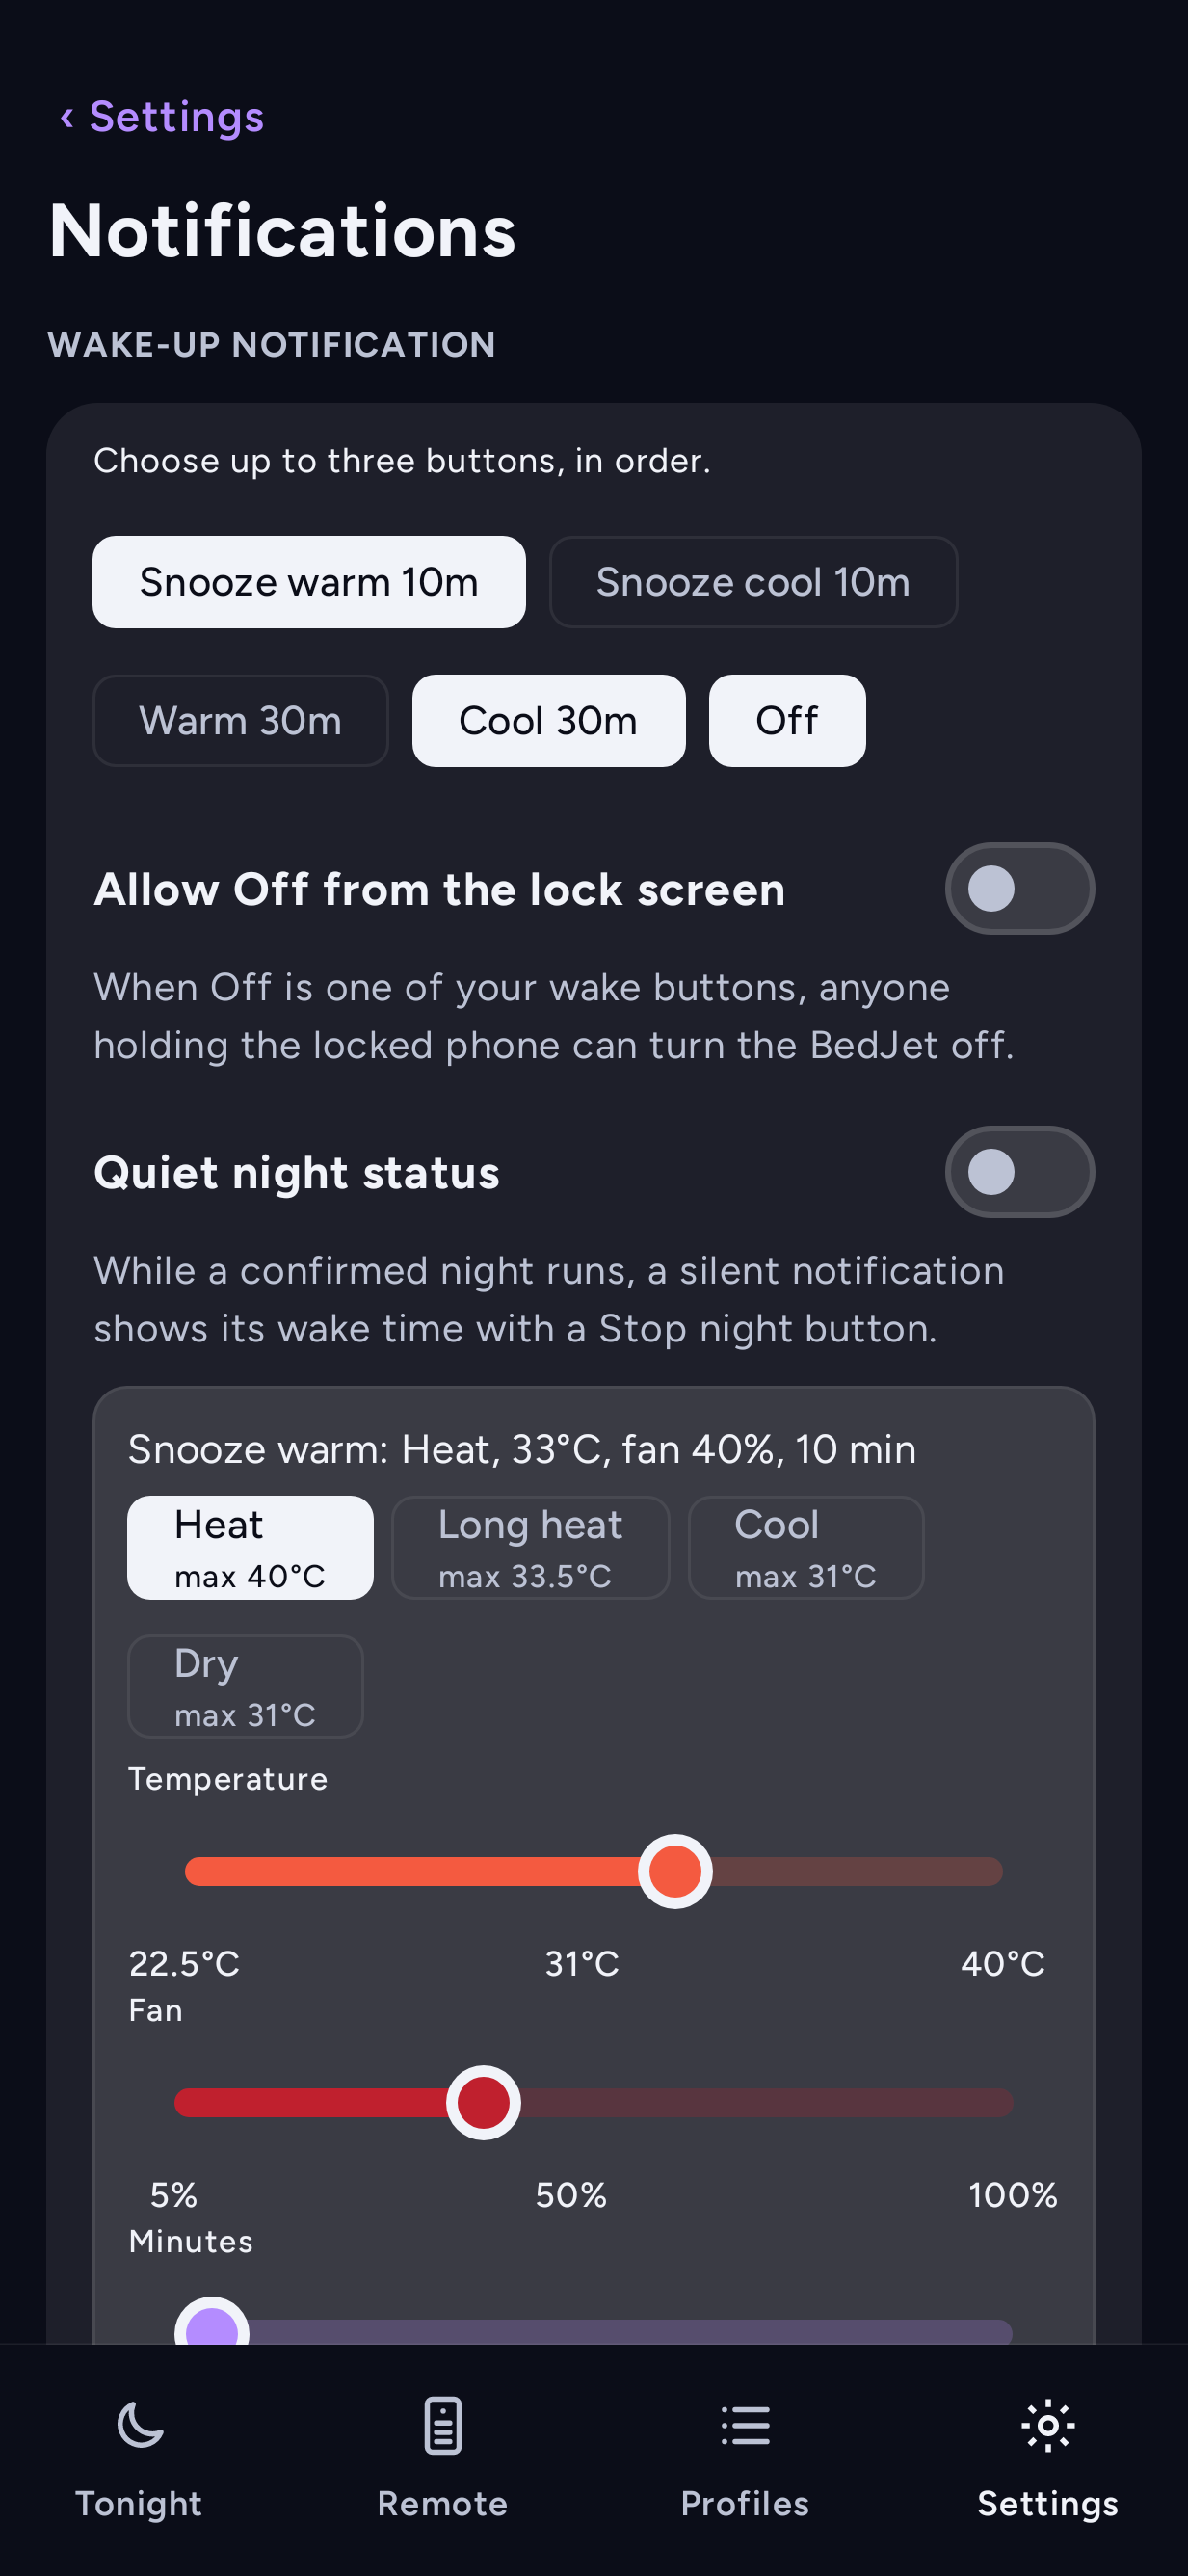 ‹ Settings
Notifications
WAKE-UP NOTIFICATION
Choose up to three buttons, in order.
Snooze warm 10m
Snooze cool 10m
Warm 30m
Cool 30m
Off
Allow Off from the lock screen
When Off is one of your wake buttons, anyone
holding the locked phone can turn the BedJet off.
Quiet night status
While a confirmed night runs, a silent notification
shows its wake time with a Stop night button.
Snooze warm: Heat, 33°C, fan 40%, 10 min
Heat
max 40°C
Long heat
max 33.5°C
Cool
max 31°C
Dry
max 31°C
Temperature
22.5°C
31°C
40°C
Fan
5%
50%
100%
Minutes
Tonight
Remote
Profiles
Settings